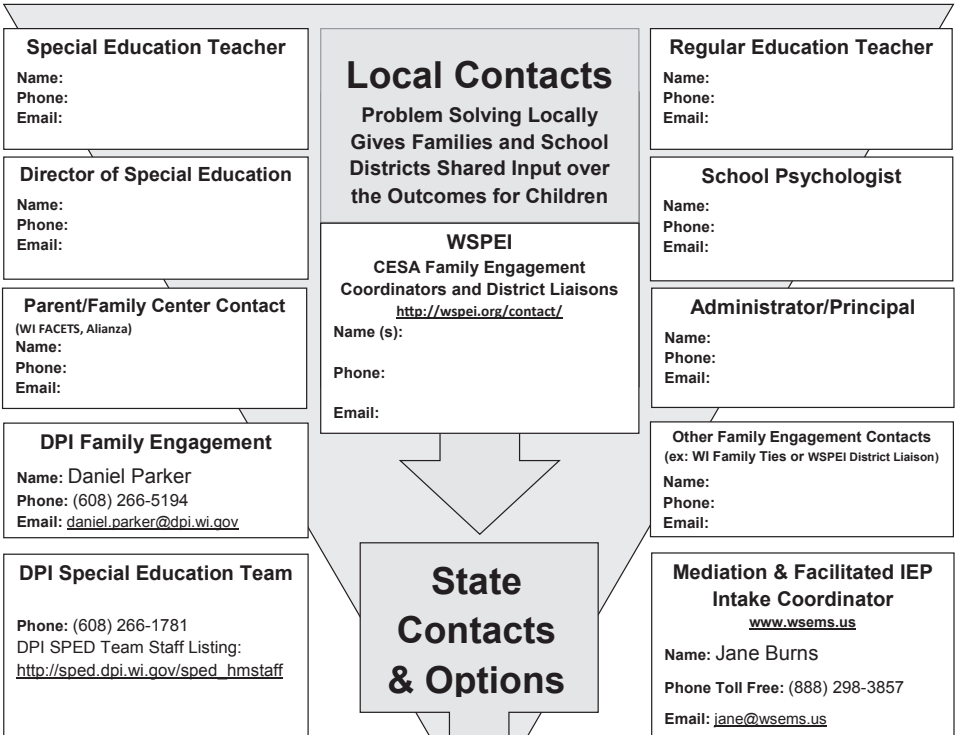 Special Education Teacher
Name:
Phone:
Email:
Director of Special Education
Name:
Phone:
Email:
Parent/Family Center Contact
(WI FACETS, Alianza)
Name:
Phone:
Email:
DPI Family Engagement
Name: Daniel Parker
Phone: (608) 266-5194
Email: daniel.parker@dpi.wi.gov
DPI Special Education Team
Phone: (608) 266-1781
DPI SPED Team Staff Listing:
http://sped.dpi.wi.gov/sped_hmstaff
Local Contacts
Problem Solving Locally
Gives Families and School
Districts Shared Input over
the Outcomes for Children
WSPEI
CESA Family Engagement
Coordinators and District Liaisons
http://wspei.org/contact/
Name (s):
Phone:
Email:
State
Contacts
& Options
Regular Education Teacher
Name:
Phone:
Email:
School Psychologist
Name:
Phone:
Email:
Administrator/Principal
Name:
Phone:
Email:
Other Family Engagement Contacts
(ex: WI Family Ties or WSPEI District Liaison)
Name:
Phone:
Email:
Mediation & Facilitated IEP
Intake Coordinator
www.wsems.us
Name: Jane Burns
Phone Toll Free: (888) 298-3857
Email: jane@wsems.us